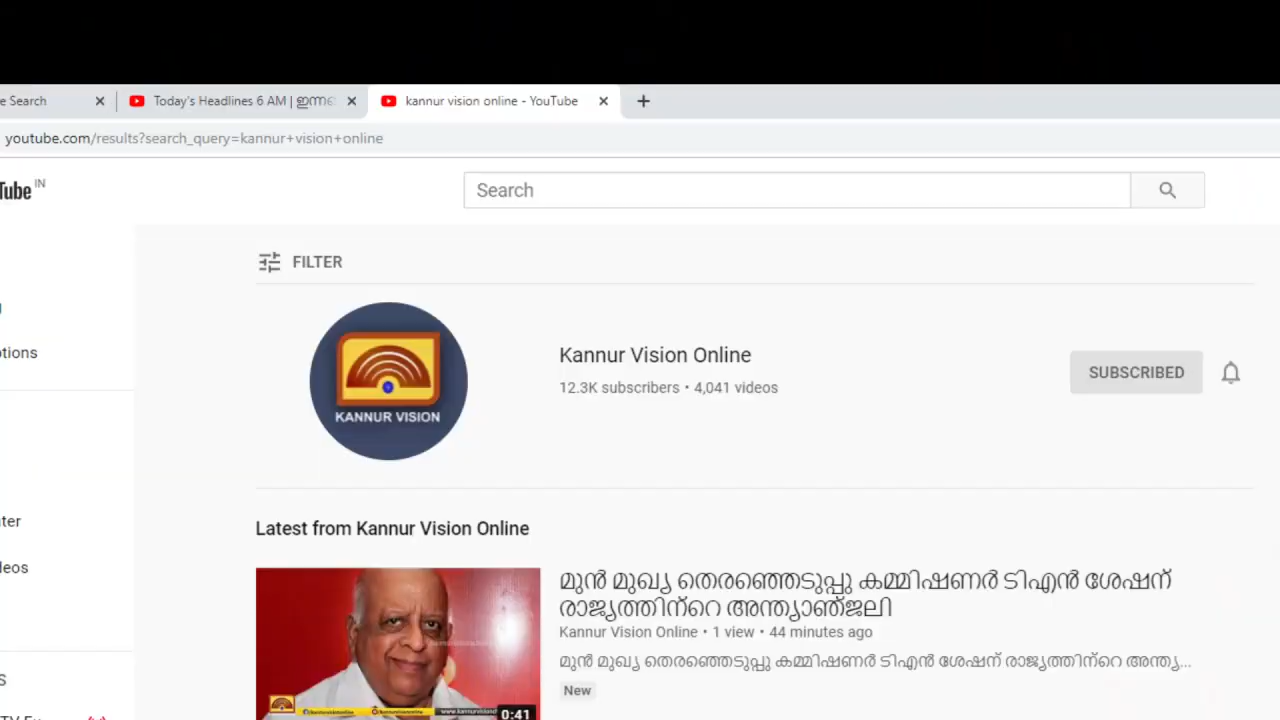 e Search
Today's Headlines 6 AM | ഇന്നത്
kannur vision online - YouTube
youtube.com/results?search_query=kannur+vision+online
Tube IN
Search
FILTER
KANNUR VISION
Kannur Vision Online
12.3K subscribers • 4,041 videos
SUBSCRIBED
ptions
Latest from Kannur Vision Online
മുൻ മുഖ്യ തെരഞ്ഞെടുപ്പു കമ്മിഷണർ ടിഎൻ ശേഷന്
രാജ്യത്തിന്റെ അന്ത്യാഞ്ജലി
Kannur Vision Online • 1 view • 44 minutes ago
മുൻ മുഖ്യ തെരഞ്ഞെടുപ്പു കമ്മിഷണർ ടിഎൻ ശേഷന് രാജ്യത്തിന്റെ അന്ത്യ...
New
0:41
ter
leos
S